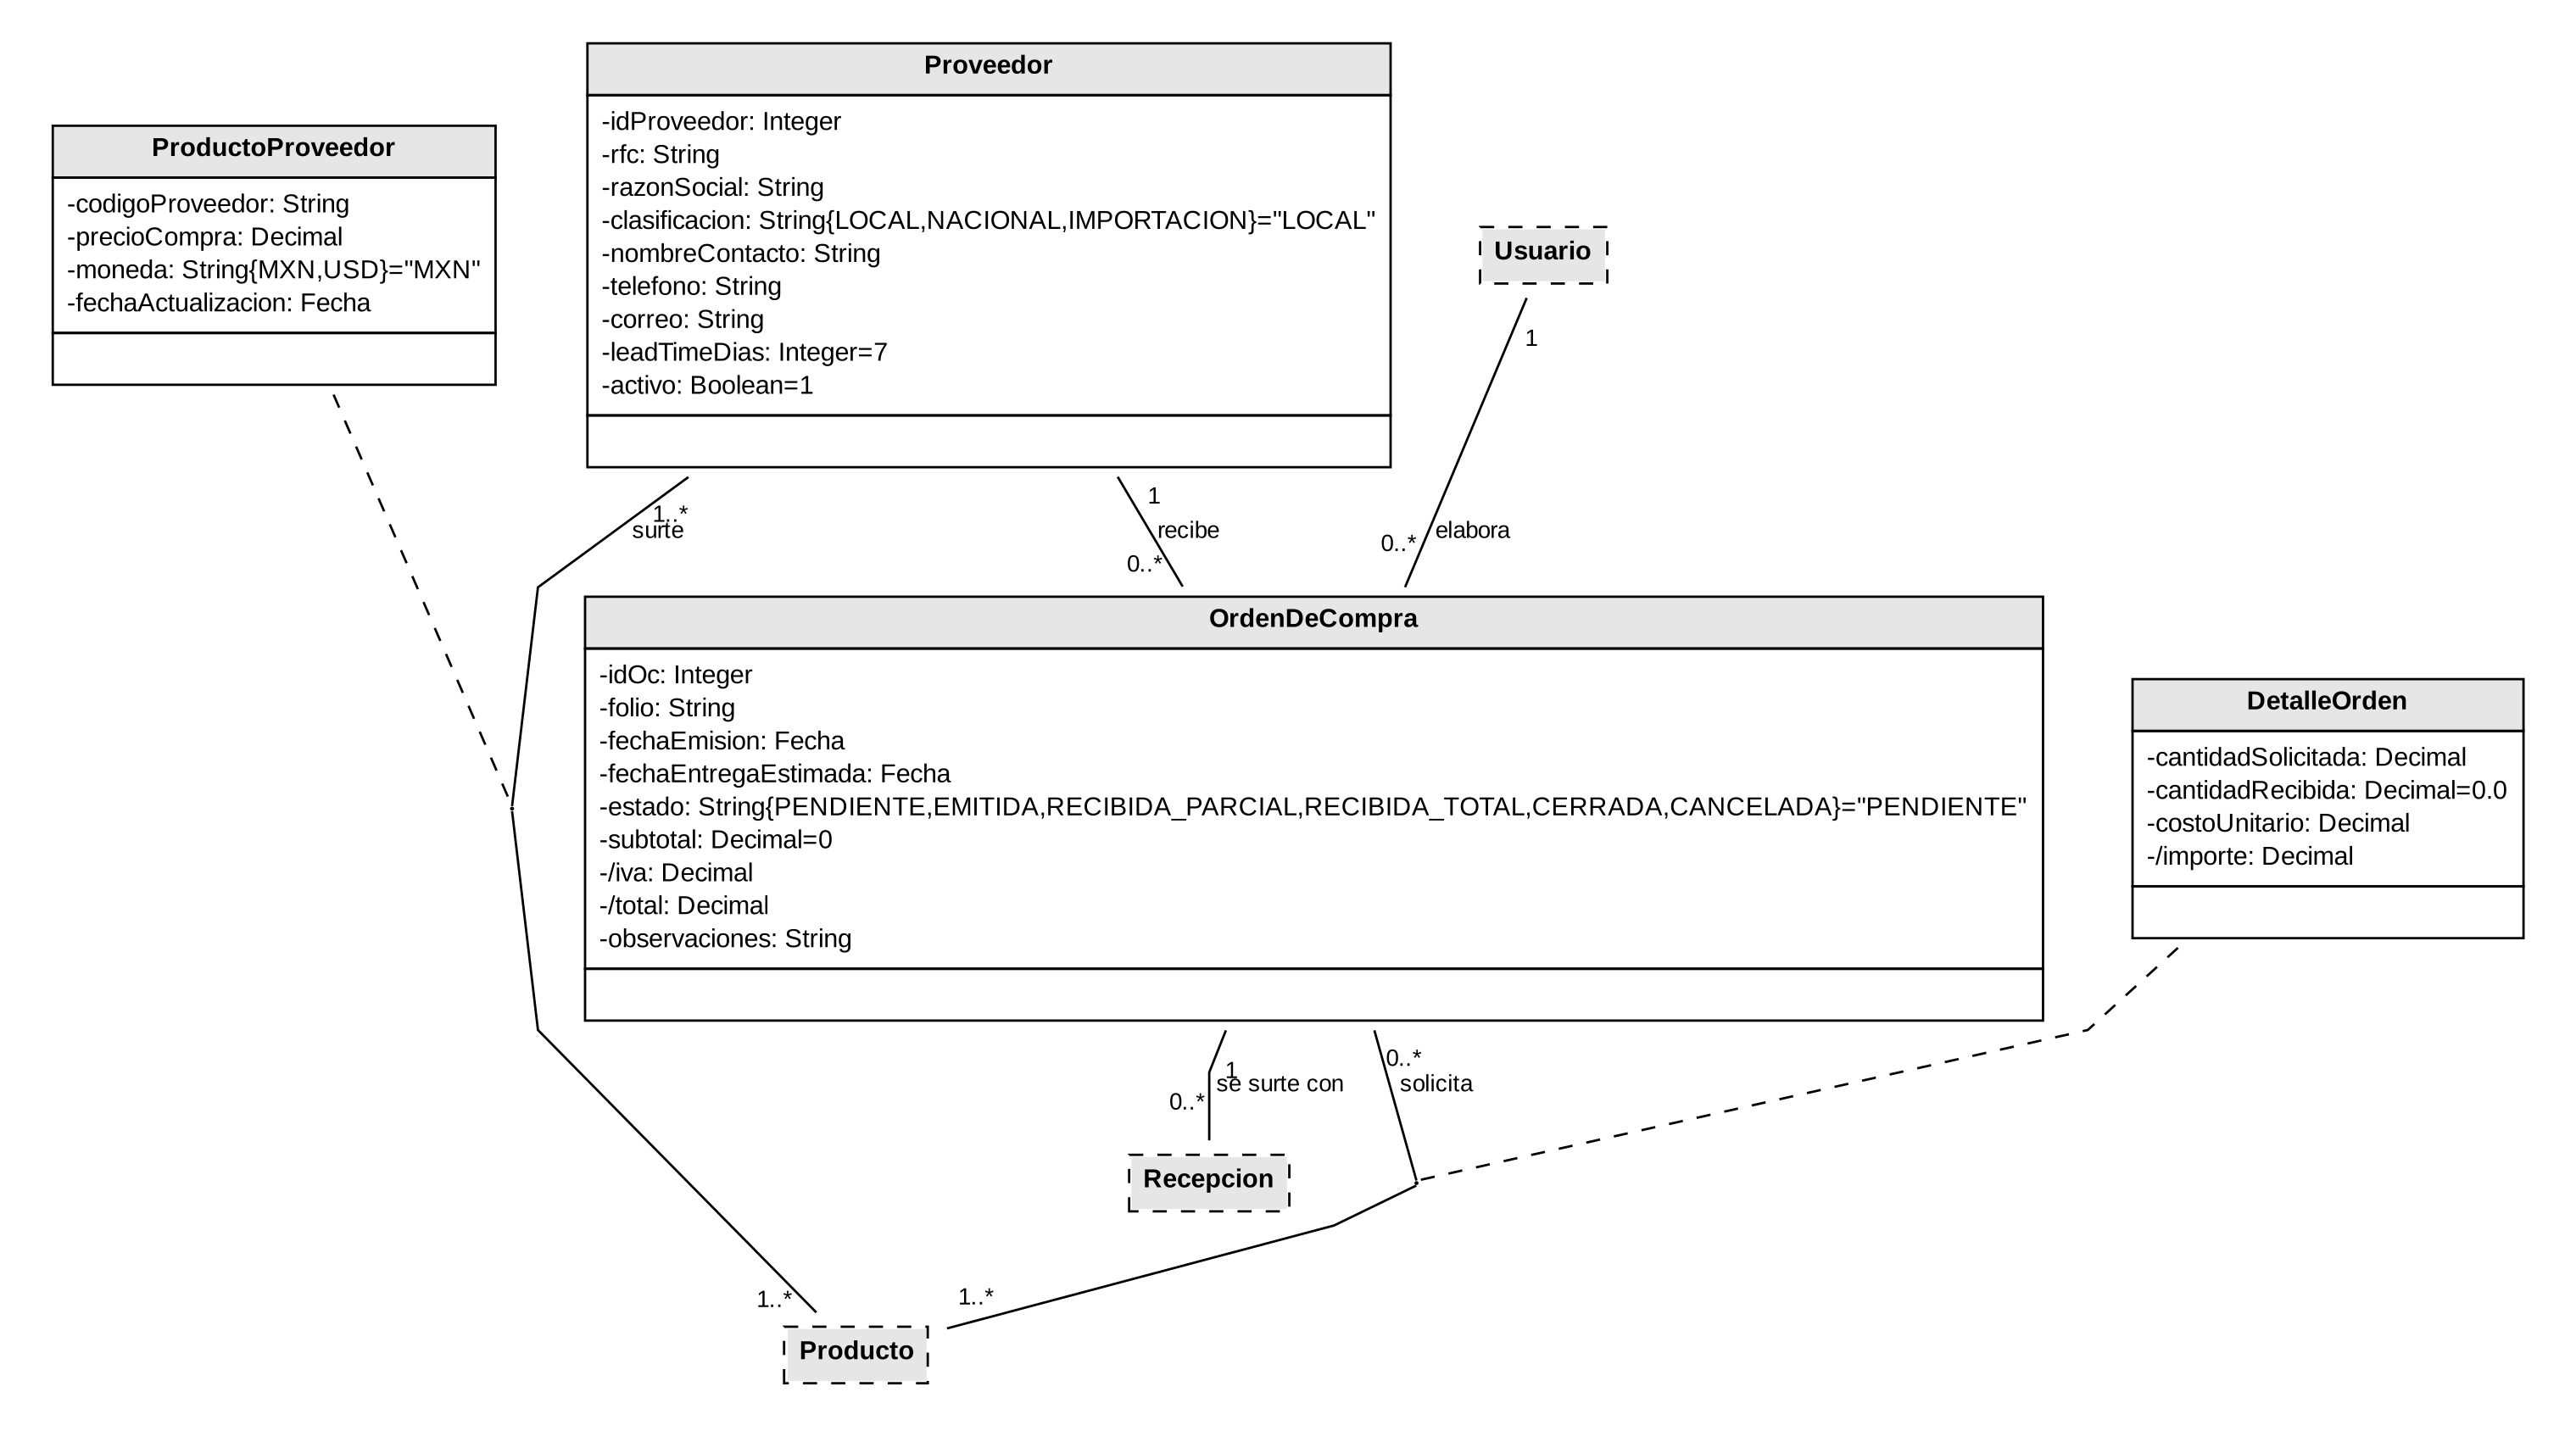 Proveedor
-idProveedor: Integer
-rfc: String
-razonSocial: String
-clasificacion: String{LOCAL,NACIONAL,IMPORTACION}="LOCAL"
-nombreContacto: String
-telefono: String
-correo: String
-leadTimeDias: Integer=7
-activo: Boolean=1
ProductoProveedor
-codigoProveedor: String
-precioCompra: Decimal
-moneda: String{MXN,USD}="MXN"
-fechaActualizacion: Fecha
Usuario
1
1..*
surte
1
recibe
0..*
0..*
elabora
OrdenDeCompra
-idOc: Integer
-folio: String
-fechaEmision: Fecha
-fechaEntregaEstimada: Fecha
-estado: String{PENDIENTE,EMITIDA,RECIBIDA_PARCIAL,RECIBIDA_TOTAL,CERRADA,CANCELADA}="PENDIENTE"
-subtotal: Decimal=0
-/iva: Decimal
-/total: Decimal
-observaciones: String
DetalleOrden
-cantidadSolicitada: Decimal
-cantidadRecibida: Decimal=0.0
-costoUnitario: Decimal
-/importe: Decimal
1
se surte con
0..*
0..*
solicita
Recepcion
1..*
1..*
Producto